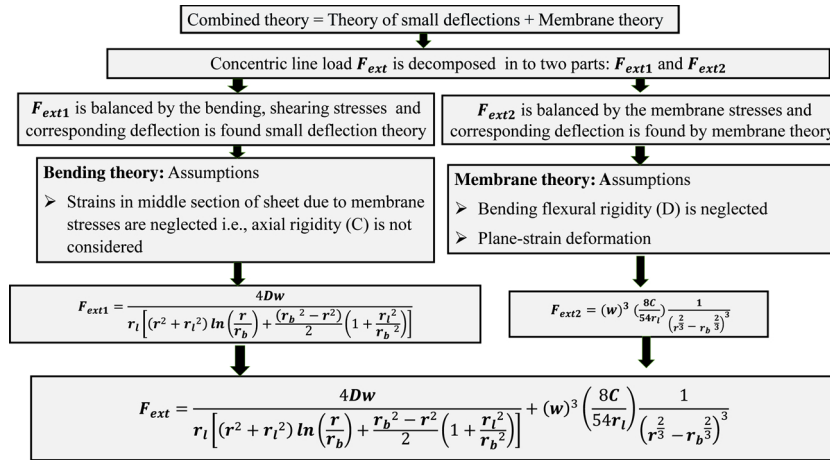 Combined theory = Theory of small deflections + Membrane theory
Concentric line load F_ext is decomposed in to two parts: F_ext1 and F_ext2
F_ext1 is balanced by the bending, shearing stresses and
corresponding deflection is found small deflection theory
F_ext2 is balanced by the membrane stresses and
corresponding deflection is found by membrane theory
Bending theory: Assumptions
➢ Strains in middle section of sheet due to membrane
stresses are neglected i.e., axial rigidity (C) is not
considered
Membrane theory: Assumptions
➢ Bending flexural rigidity (D) is neglected
➢ Plane-strain deformation
F_ext1 = 4Dw / (r_l [(r^2 + r_l^2) ln(r/r_b) + (r_b^2 − r^2)/2 (1 + r_l^2/r_b^2)])
F_ext2 = (w)^3 (8C/54r_l) 1/(r^(2/3) − r_b^(2/3))^3
F_ext = 4Dw / (r_l [(r^2 + r_l^2) ln(r/r_b) + (r_b^2 − r^2)/2 (1 + r_l^2/r_b^2)]) + (w)^3 (8C/54r_l) 1/(r^(2/3) − r_b^(2/3))^3